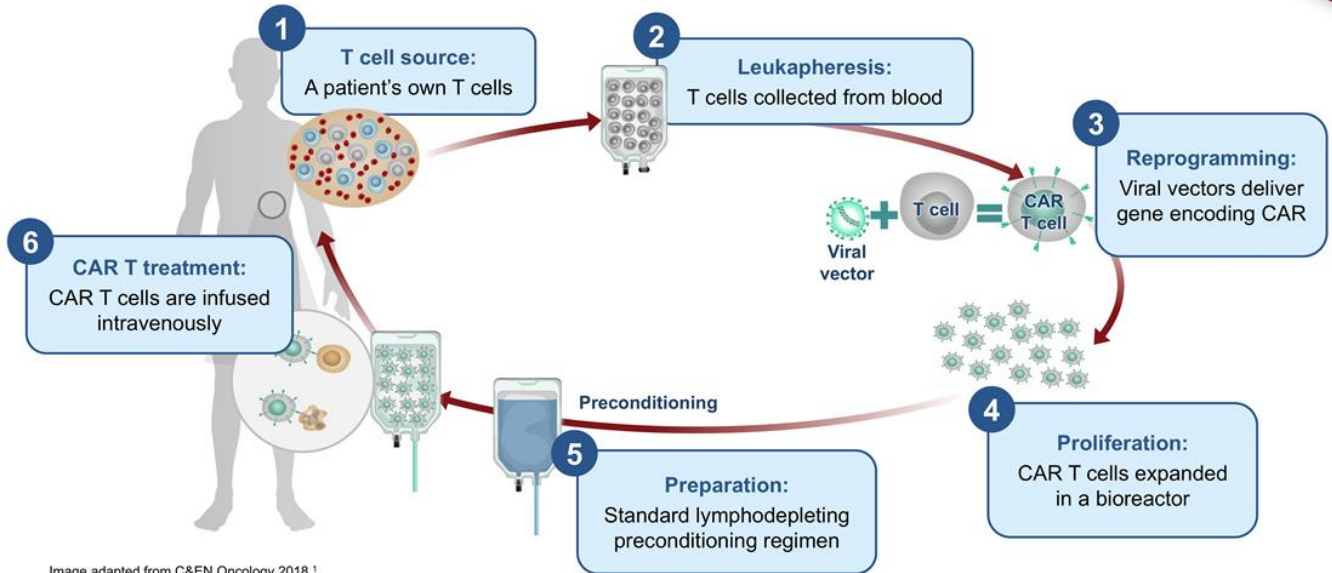 1
T cell source:
A patient's own T cells
2
Leukapheresis:
T cells collected from blood
3
Reprogramming:
Viral vectors deliver
gene encoding CAR
Viral
vector
T cell
CAR
T cell
4
Proliferation:
CAR T cells expanded
in a bioreactor
Preconditioning
5
Preparation:
Standard lymphodepleting
preconditioning regimen
6
CAR T treatment:
CAR T cells are infused
intravenously
Image adapted from C&EN Oncology 2018.1